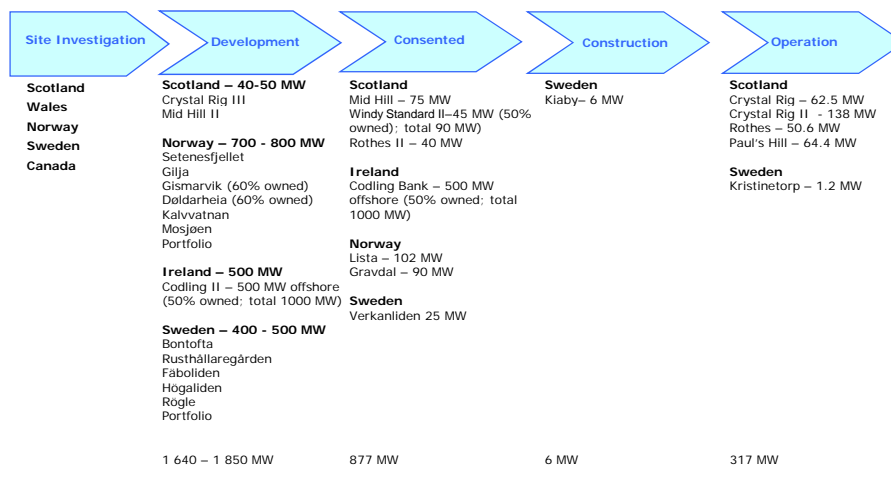 Site Investigation
Development
Consented
Construction
Operation
Scotland
Wales
Norway
Sweden
Canada
Scotland – 40-50 MW
Crystal Rig III
Mid Hill II
Norway – 700 - 800 MW
Setenesfjellet
Gilja
Gismarvik (60% owned)
Døldarheia (60% owned)
Kalvvatnan
Mosjøen
Portfolio
Ireland – 500 MW
Codling II – 500 MW offshore
(50% owned; total 1000 MW)
Sweden – 400 - 500 MW
Bontofta
Rusthållaregården
Fäboliden
Högaliden
Rögle
Portfolio
1 640 – 1 850 MW
Scotland
Mid Hill – 75 MW
Windy Standard II–45 MW (50%
owned); total 90 MW)
Rothes II – 40 MW
Ireland
Codling Bank – 500 MW
offshore (50% owned; total
1000 MW)
Norway
Lista – 102 MW
Gravdal – 90 MW
Sweden
Verkanliden 25 MW
877 MW
Sweden
Kiaby– 6 MW
6 MW
Scotland
Crystal Rig – 62.5 MW
Crystal Rig II - 138 MW
Rothes – 50.6 MW
Paul's Hill – 64.4 MW
Sweden
Kristinetorp – 1.2 MW
317 MW